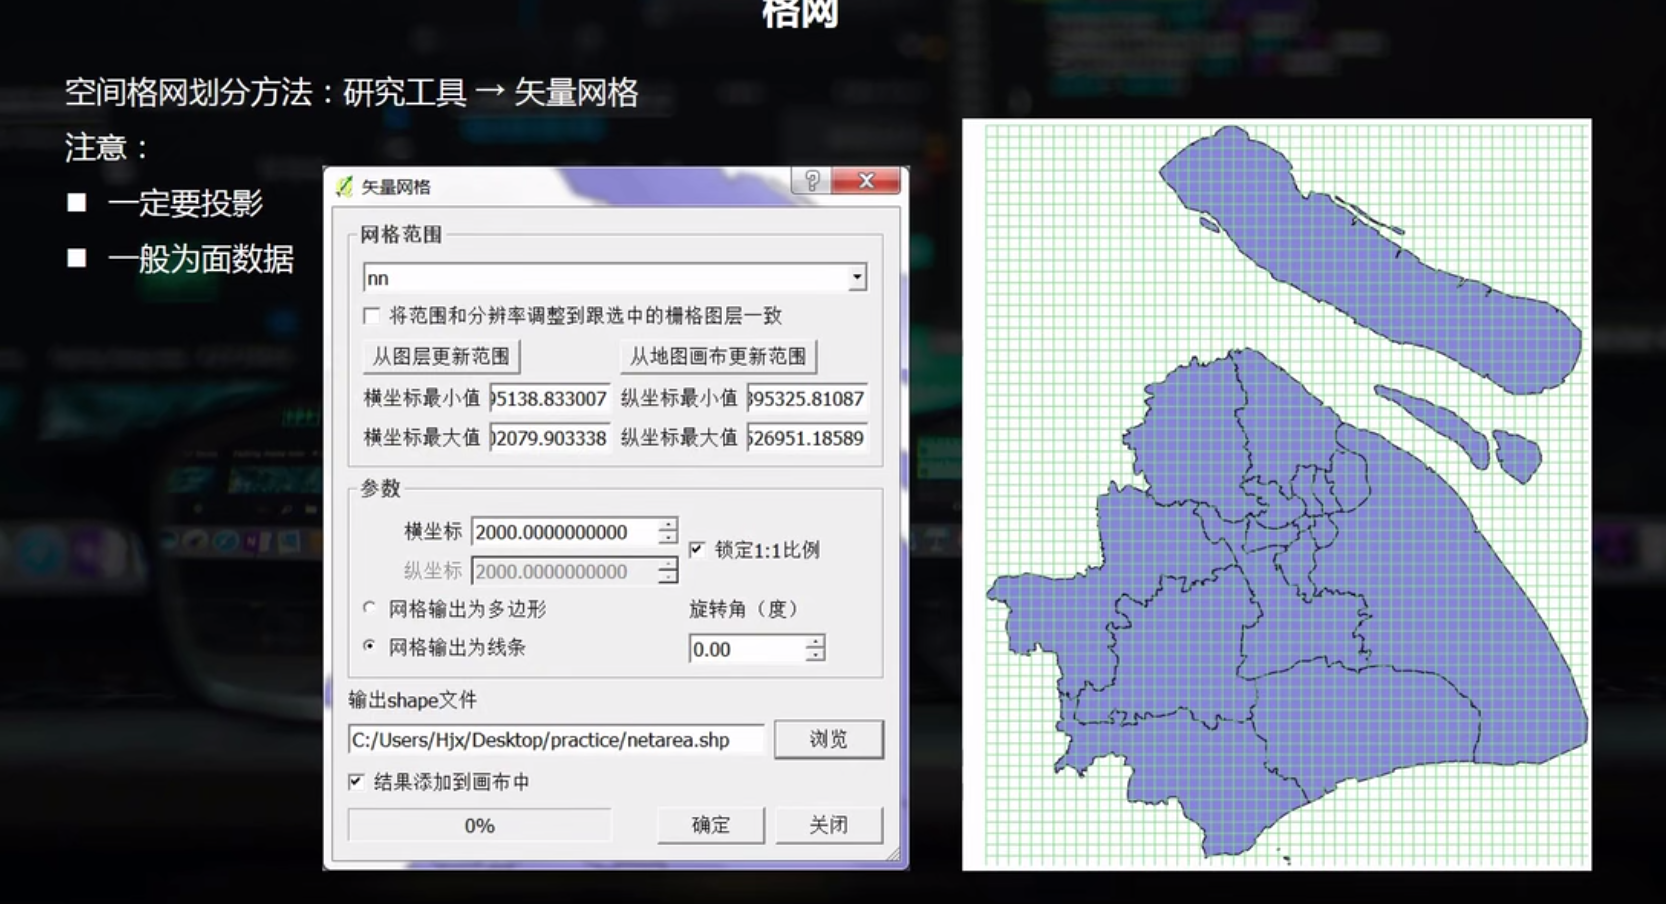 格网
空间格网划分方法：研究工具 → 矢量网格
注意：
■ 一定要投影
■ 一般为面数据
矢量网格
网格范围
nn
将范围和分辨率调整到跟选中的栅格图层一致
从图层更新范围 从地图画布更新范围
横坐标最小值 95138.833007 纵坐标最小值 395325.81087
横坐标最大值 02079.903338 纵坐标最大值 526951.18589
参数
横坐标 2000.0000000000
锁定1:1比例
纵坐标 2000.0000000000
网格输出为多边形 旋转角（度）
网格输出为线条 0.00
输出shape文件
C:/Users/Hjx/Desktop/practice/netarea.shp 浏览
结果添加到画布中
0% 确定 关闭